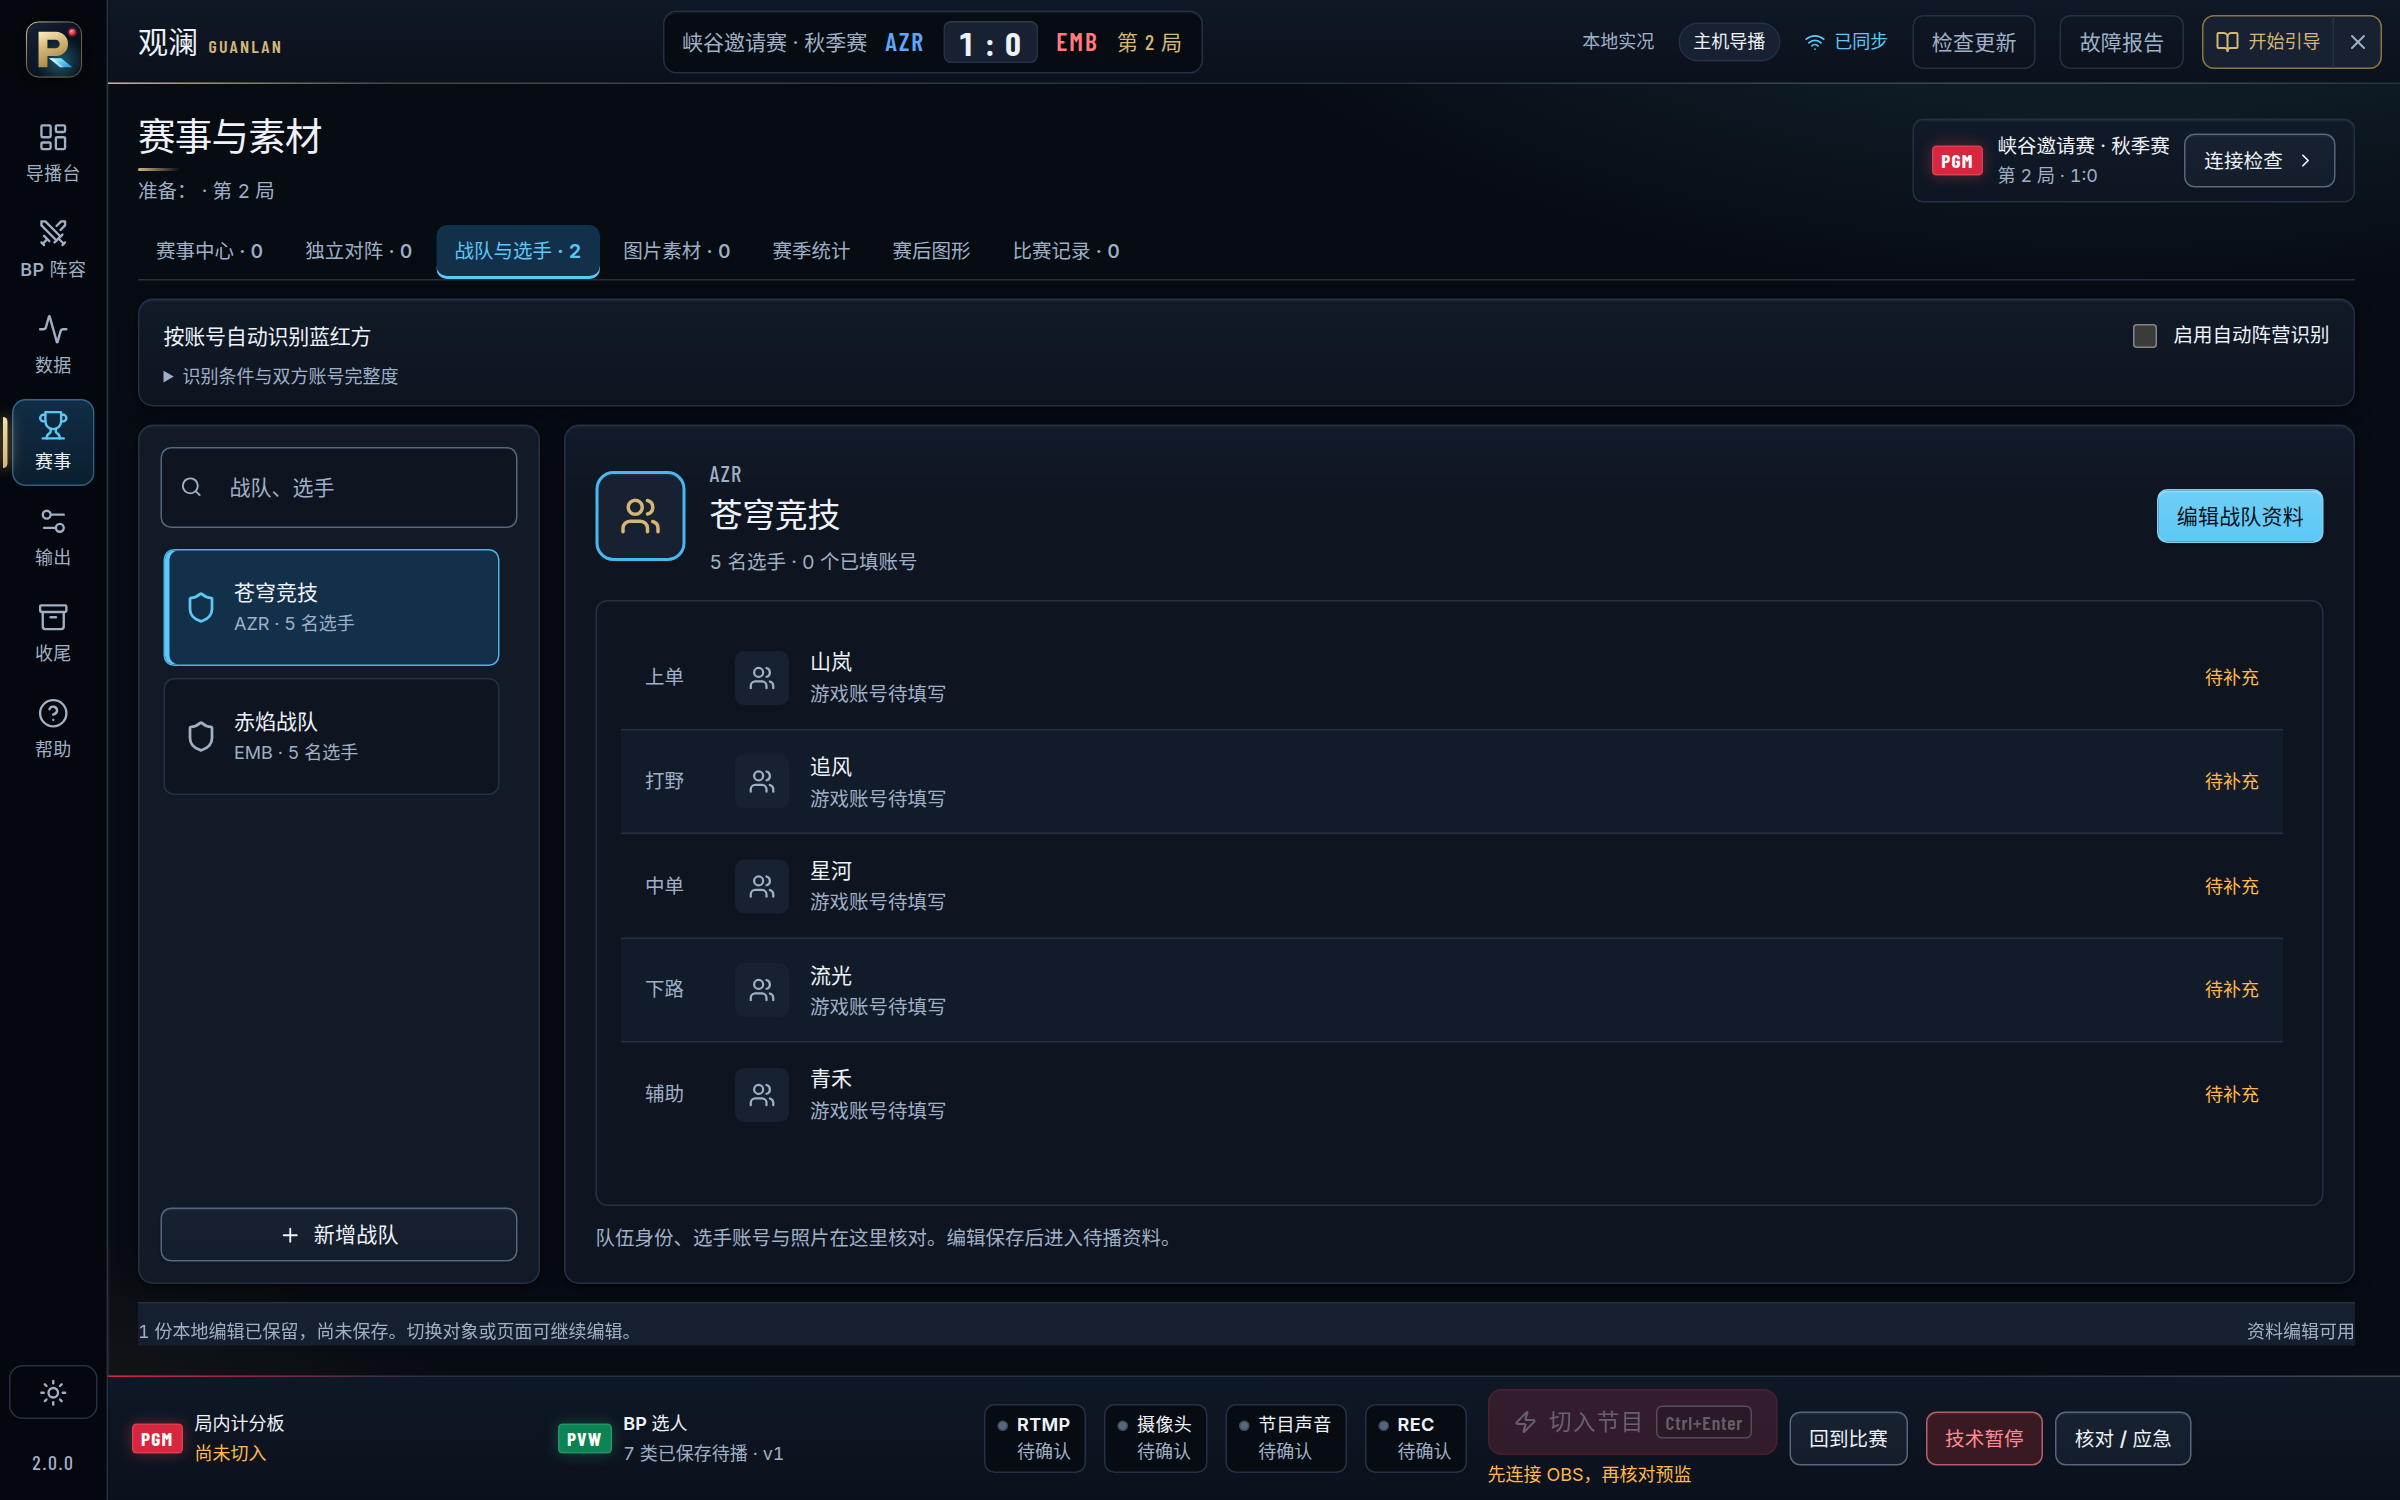 观澜 GUANLAN
峡谷邀请赛 · 秋季赛 AZR 1 : 0 EMB 第 2 局
本地实况 主机导播 已同步 检查更新 故障报告 开始引导
导播台
BP 阵容
数据
赛事
输出
收尾
帮助
2.0.0
赛事与素材
准备： · 第 2 局
PGM 峡谷邀请赛 · 秋季赛
第 2 局 · 1:0
连接检查
赛事中心 · 0 独立对阵 · 0 战队与选手 · 2 图片素材 · 0 赛季统计 赛后图形 比赛记录 · 0
按账号自动识别蓝红方
启用自动阵营识别
识别条件与双方账号完整度
战队、选手
苍穹竞技
AZR · 5 名选手
赤焰战队
EMB · 5 名选手
新增战队
AZR
苍穹竞技
5 名选手 · 0 个已填账号
编辑战队资料
上单 山岚 待补充
游戏账号待填写
打野 追风 待补充
游戏账号待填写
中单 星河 待补充
游戏账号待填写
下路 流光 待补充
游戏账号待填写
辅助 青禾 待补充
游戏账号待填写
队伍身份、选手账号与照片在这里核对。编辑保存后进入待播资料。
1 份本地编辑已保留，尚未保存。切换对象或页面可继续编辑。
资料编辑可用
PGM 局内计分板
尚未切入
PVW BP 选人
7 类已保存待播 · v1
RTMP
待确认
摄像头
待确认
节目声音
待确认
REC
待确认
切入节目 Ctrl+Enter
先连接 OBS，再核对预监
回到比赛
技术暂停
核对 / 应急